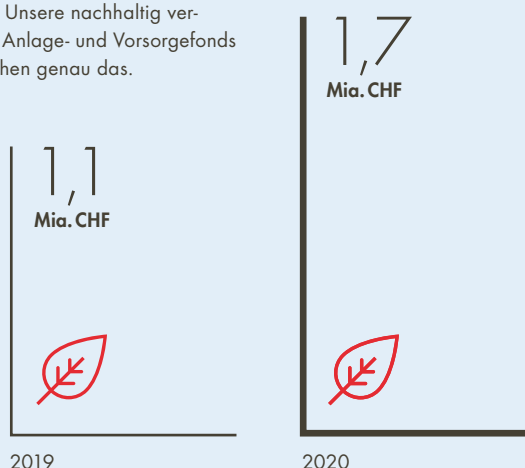 Unsere nachhaltig ver-
Anlage- und Vorsorgefonds
hen genau das.
1,7
Mia. CHF
1,1
Mia. CHF
2019
2020